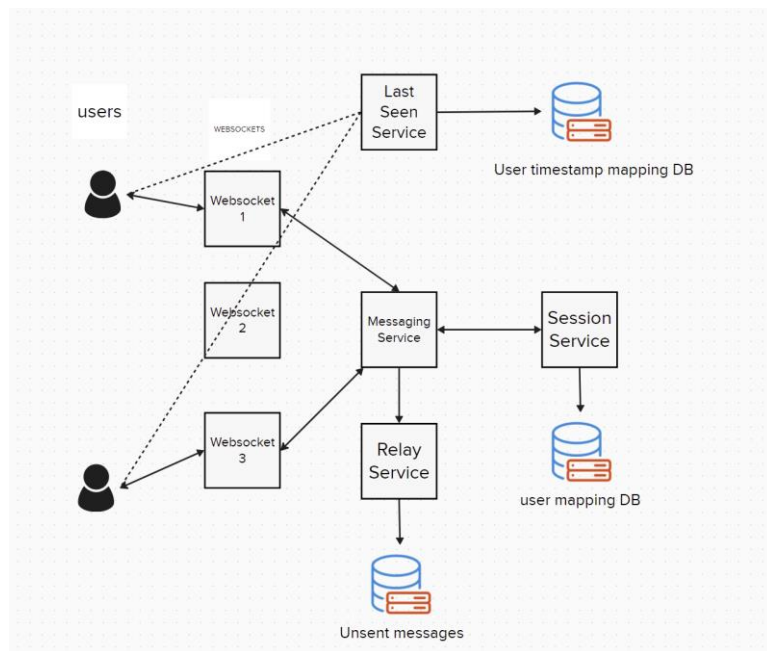 users
WEBSOCKETS
Last
Seen
Service
User timestamp mapping DB
Websocket
1
Websocket
2
Messaging
Service
Session
Service
Websocket
3
Relay
Service
user mapping DB
Unsent messages